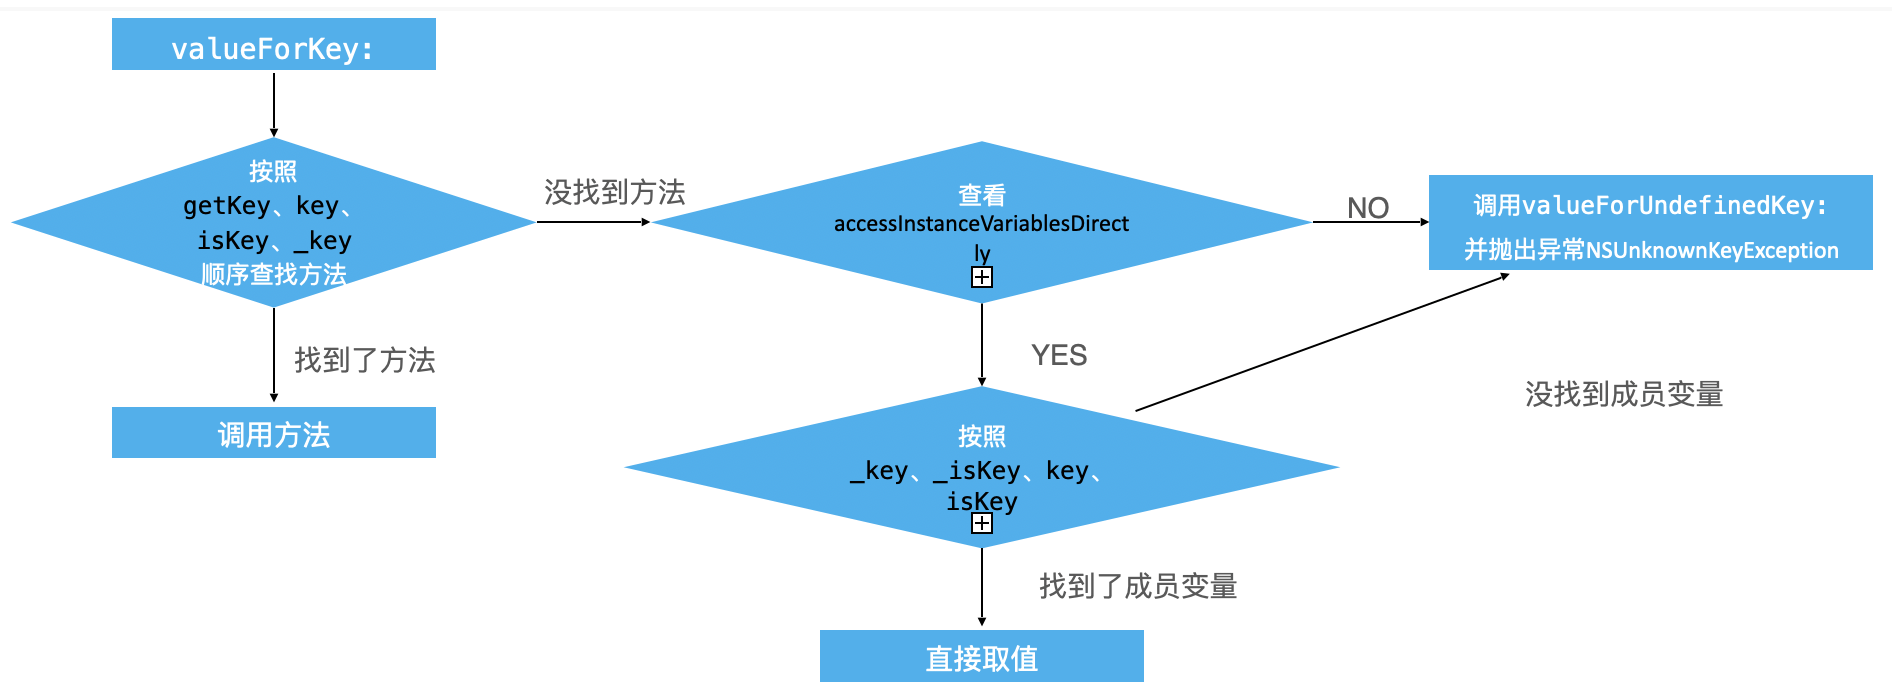 valueForKey:
按照
getKey、key、
isKey、_key
顺序查找方法
没找到方法
查看
accessInstanceVariablesDirect
ly
NO
调用valueForUndefinedKey:
并抛出异常NSUnknownKeyException
找到了方法
YES
调用方法
没找到成员变量
按照
_key、_isKey、key、
isKey
找到了成员变量
直接取值